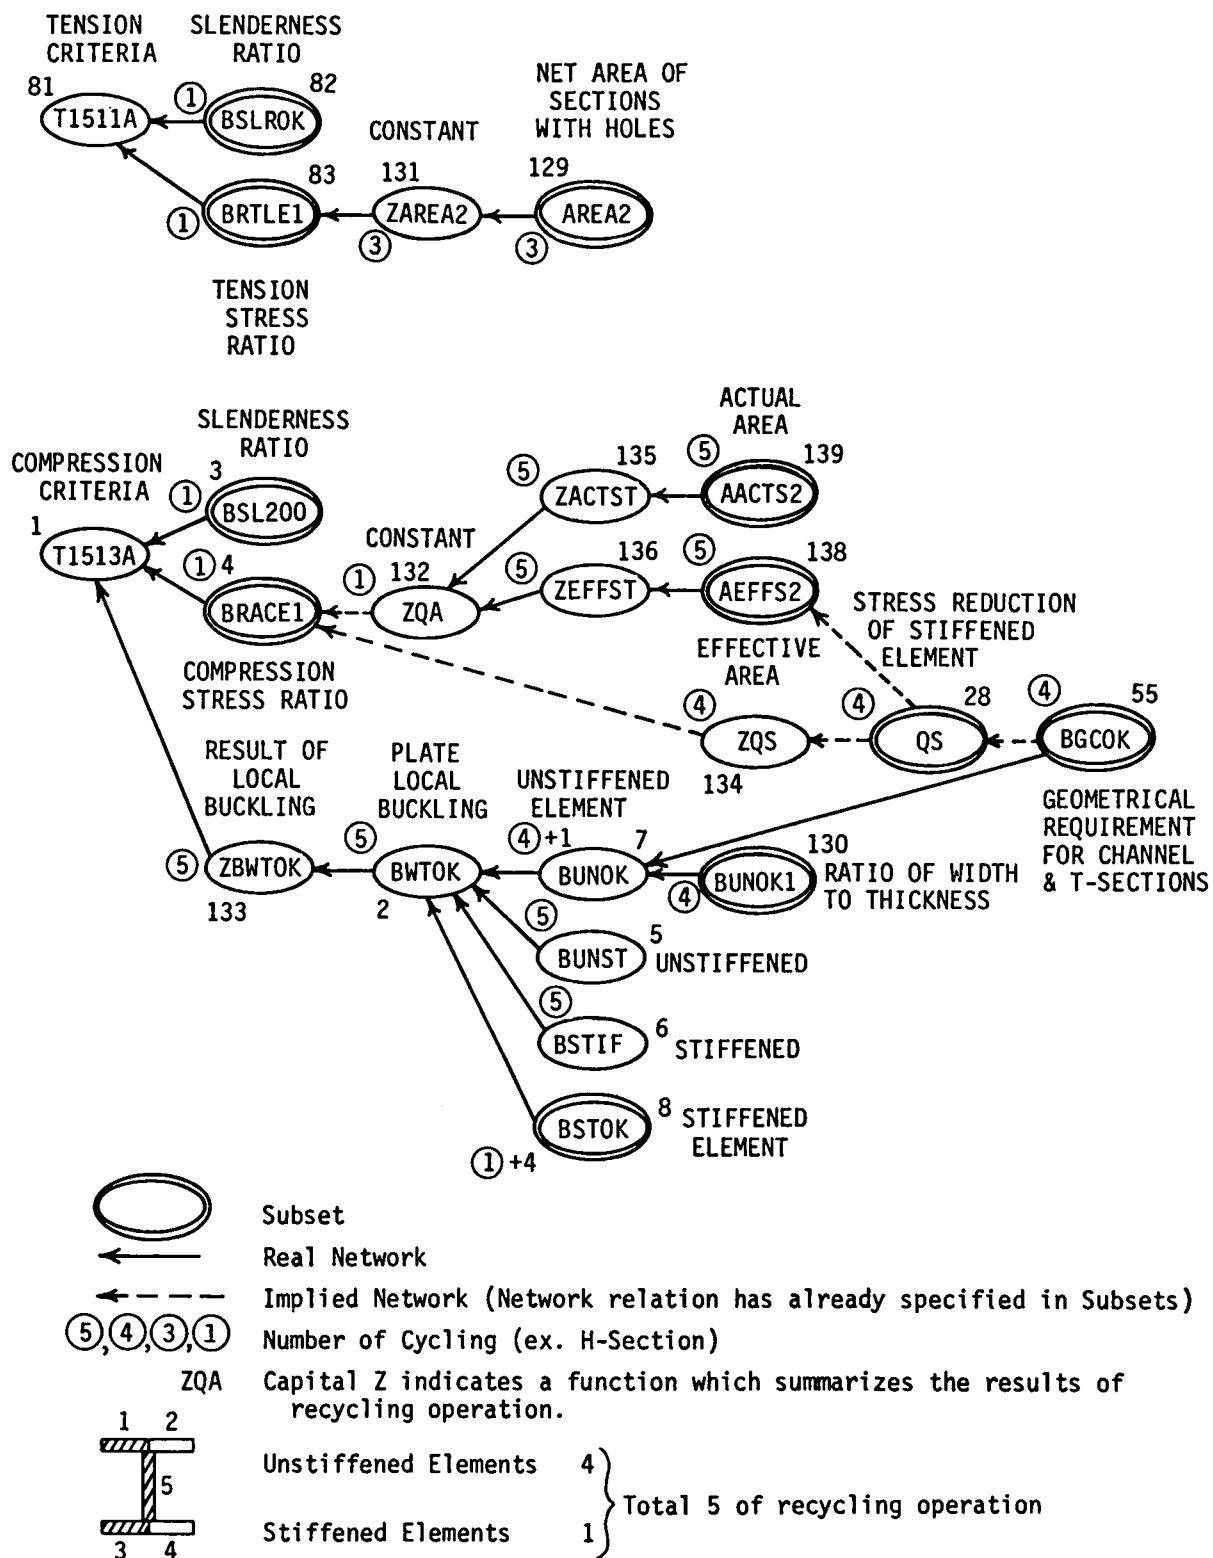 TENSION CRITERIA
SLENDERNESS RATIO
81
T1511A
①
BSLROK
82
NET AREA OF
SECTIONS
WITH HOLES
CONSTANT
①
BRTLE1
83
131
ZAREA2
③
129
AREA2
③
TENSION
STRESS
RATIO
ACTUAL
AREA
SLENDERNESS
RATIO
COMPRESSION
CRITERIA
1
T1513A
①
3
BSL200
⑤
135
ZACTST
⑤
139
AACTS2
① 4
BRACE1
CONSTANT
①
132
ZQA
⑤
136
ZEFFST
⑤
138
AEFFS2
COMPRESSION
STRESS RATIO
EFFECTIVE
AREA
STRESS REDUCTION
OF STIFFENED
ELEMENT
④
ZQS
134
④
28
QS
④
55
BGCOK
RESULT OF
LOCAL
BUCKLING
PLATE
LOCAL
BUCKLING
UNSTIFFENED
ELEMENT
GEOMETRICAL
REQUIREMENT
FOR CHANNEL
& T-SECTIONS
⑤
ZBWTOK
133
⑤
BWTOK
2
④+1
7
BUNOK
130
BUNOK1
④
RATIO OF WIDTH
TO THICKNESS
⑤
BUNST
5
UNSTIFFENED
⑤
BSTIF
6
STIFFENED
BSTOK
8
STIFFENED
ELEMENT
①+4
Subset
Real Network
Implied Network (Network relation has already specified in Subsets)
⑤,④,③,① Number of Cycling (ex. H-Section)
ZQA Capital Z indicates a function which summarizes the results of
recycling operation.
1 2
5
3 4
Unstiffened Elements 4
Stiffened Elements 1
Total 5 of recycling operation